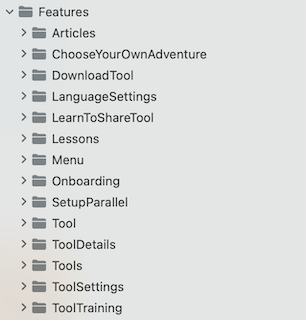 Features
Articles
ChooseYourOwnAdventure
DownloadTool
LanguageSettings
LearnToShareTool
Lessons
Menu
Onboarding
SetupParallel
Tool
ToolDetails
Tools
ToolSettings
ToolTraining